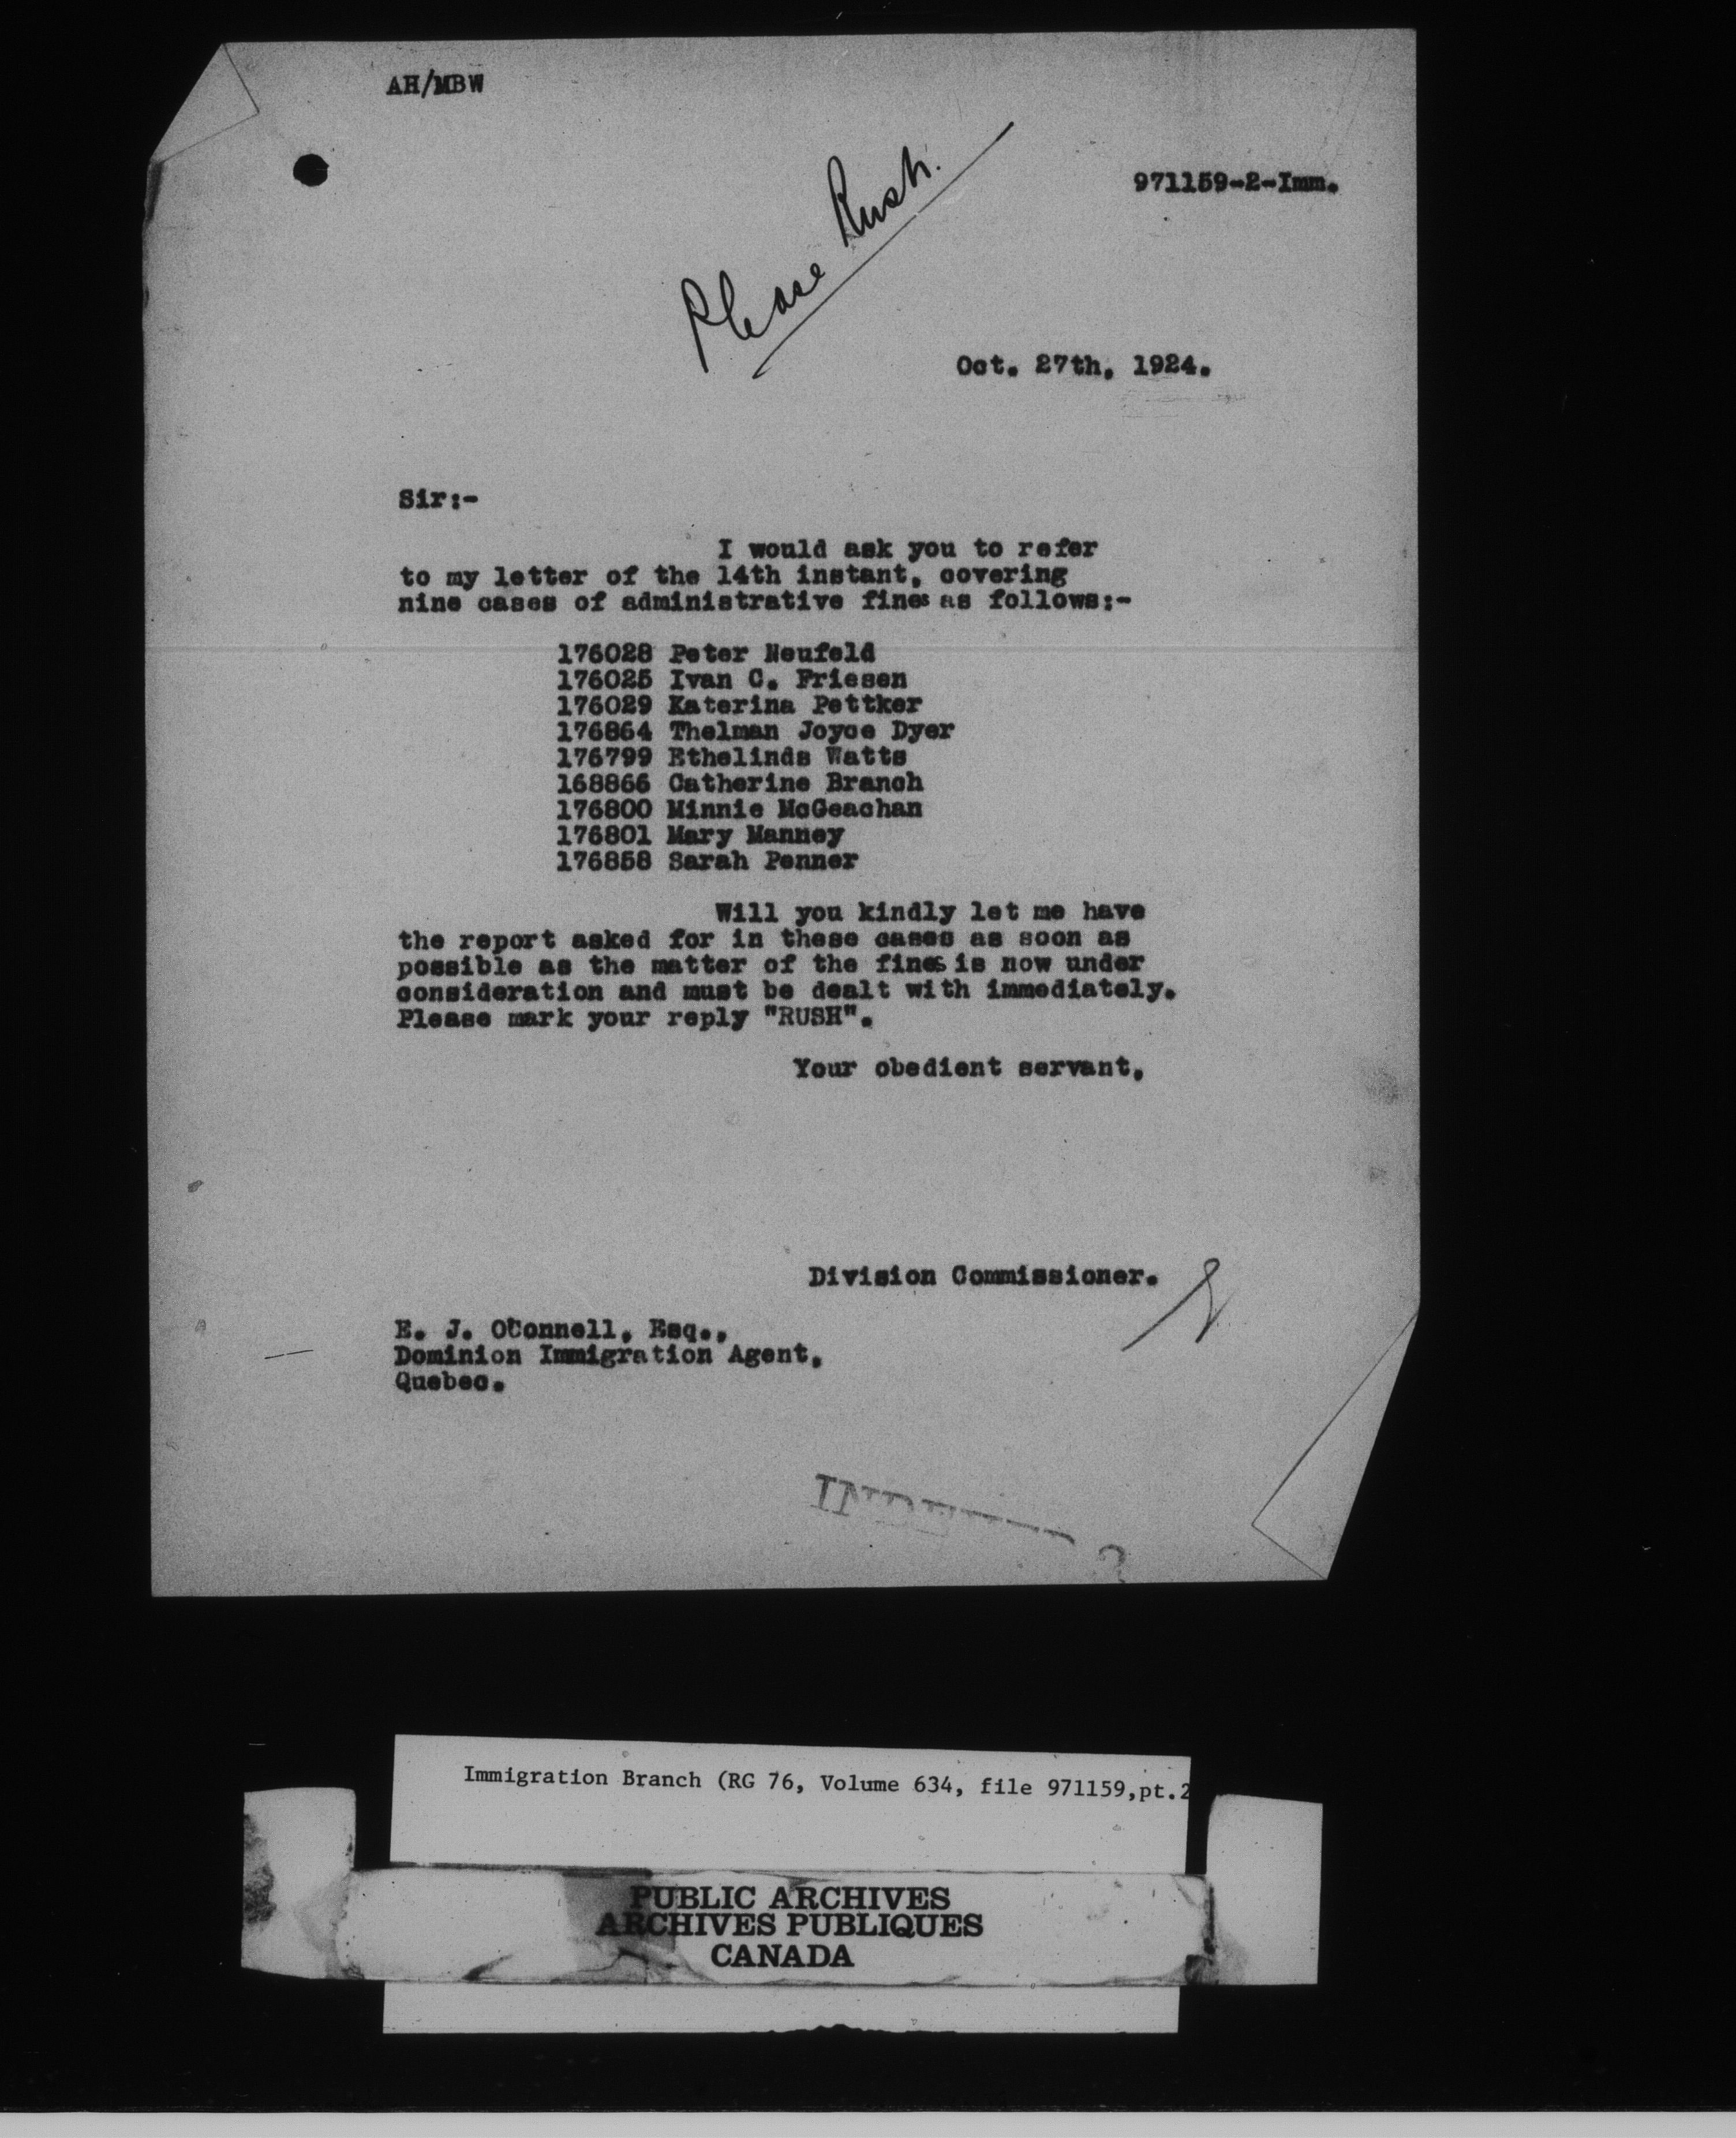 AH/MBW
971159-2-Imm.
Please Rush.
Oct. 27th, 1924.
Sir:-
I would ask you to refer
to my letter of the 14th instant, covering
nine cases of administrative fines as follows:-
176028 Peter Neufeld
176025 Ivan C. Friesen
176029 Katerina Pettker
176864 Thelman Joyce Dyer
176799 Ethelinds Watts
168866 Catherine Branch
176800 Minnie McGeachan
176801 Mary Manney
176858 Sarah Penner
Will you kindly let me have
the report asked for in these cases as soon as
possible as the matter of the fines is now under
consideration and must be dealt with immediately.
Please mark your reply "RUSH".
Your obedient servant,
Division Commissioner.
E. J. O'Connell, Esq.,
Dominion Immigration Agent,
Quebec.
Immigration Branch (RG 76, Volume 634, file 971159,pt.2
PUBLIC ARCHIVES
ARCHIVES PUBLIQUES
CANADA